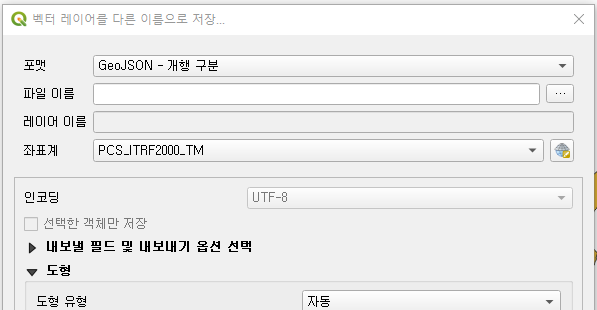 벡터 레이어를 다른 이름으로 저장...
포맷 GeoJSON - 개행 구분
파일 이름 ...
레이어 이름
좌표계 PCS_ITRF2000_TM
인코딩 UTF-8
선택한 객체만 저장
내보낼 필드 및 내보내기 옵션 선택
도형
도형 유형 자동